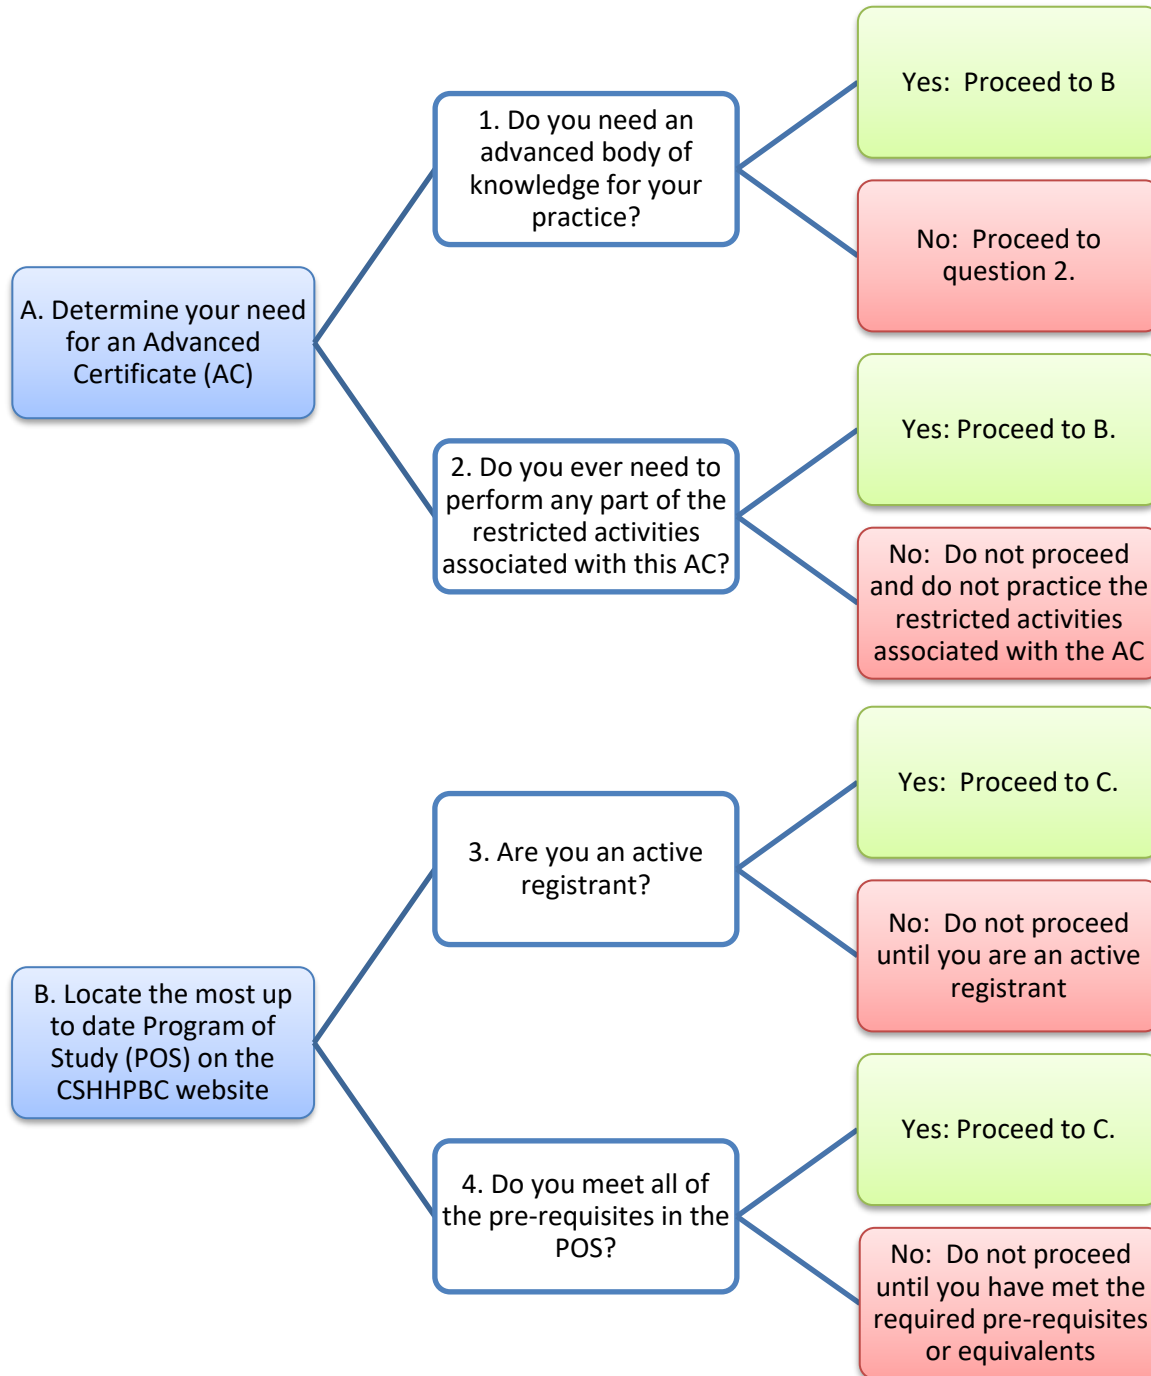 A. Determine your need
for an Advanced
Certificate (AC)
1. Do you need an
advanced body of
knowledge for your
practice?
Yes:  Proceed to B
No:  Proceed to
question 2.
2. Do you ever need to
perform any part of the
restricted activities
associated with this AC?
Yes: Proceed to B.
No:  Do not proceed
and do not practice the
restricted activities
associated with the AC
B. Locate the most up
to date Program of
Study (POS) on the
CSHHPBC website
3. Are you an active
registrant?
Yes:  Proceed to C.
No:  Do not proceed
until you are an active
registrant
4. Do you meet all of
the pre-requisites in the
POS?
Yes: Proceed to C.
No:  Do not proceed
until you have met the
required pre-requisites
or equivalents